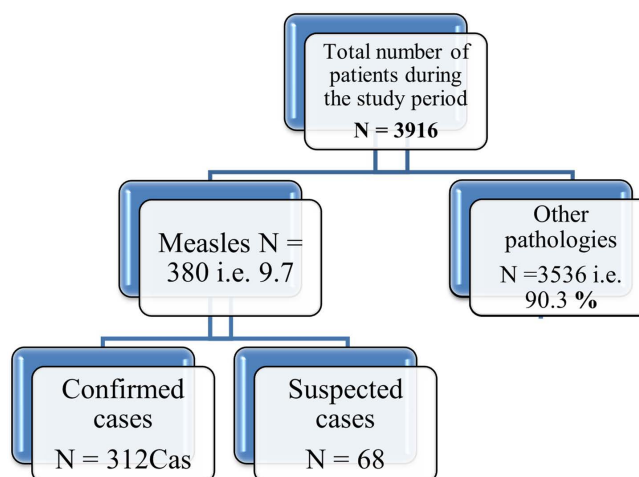 Total number of
patients during
the study period
N = 3916
Measles N =
380 i.e. 9.7
Other
pathologies
N =3536 i.e.
90.3 %
Confirmed
cases
N = 312Cas
Suspected
cases
N = 68